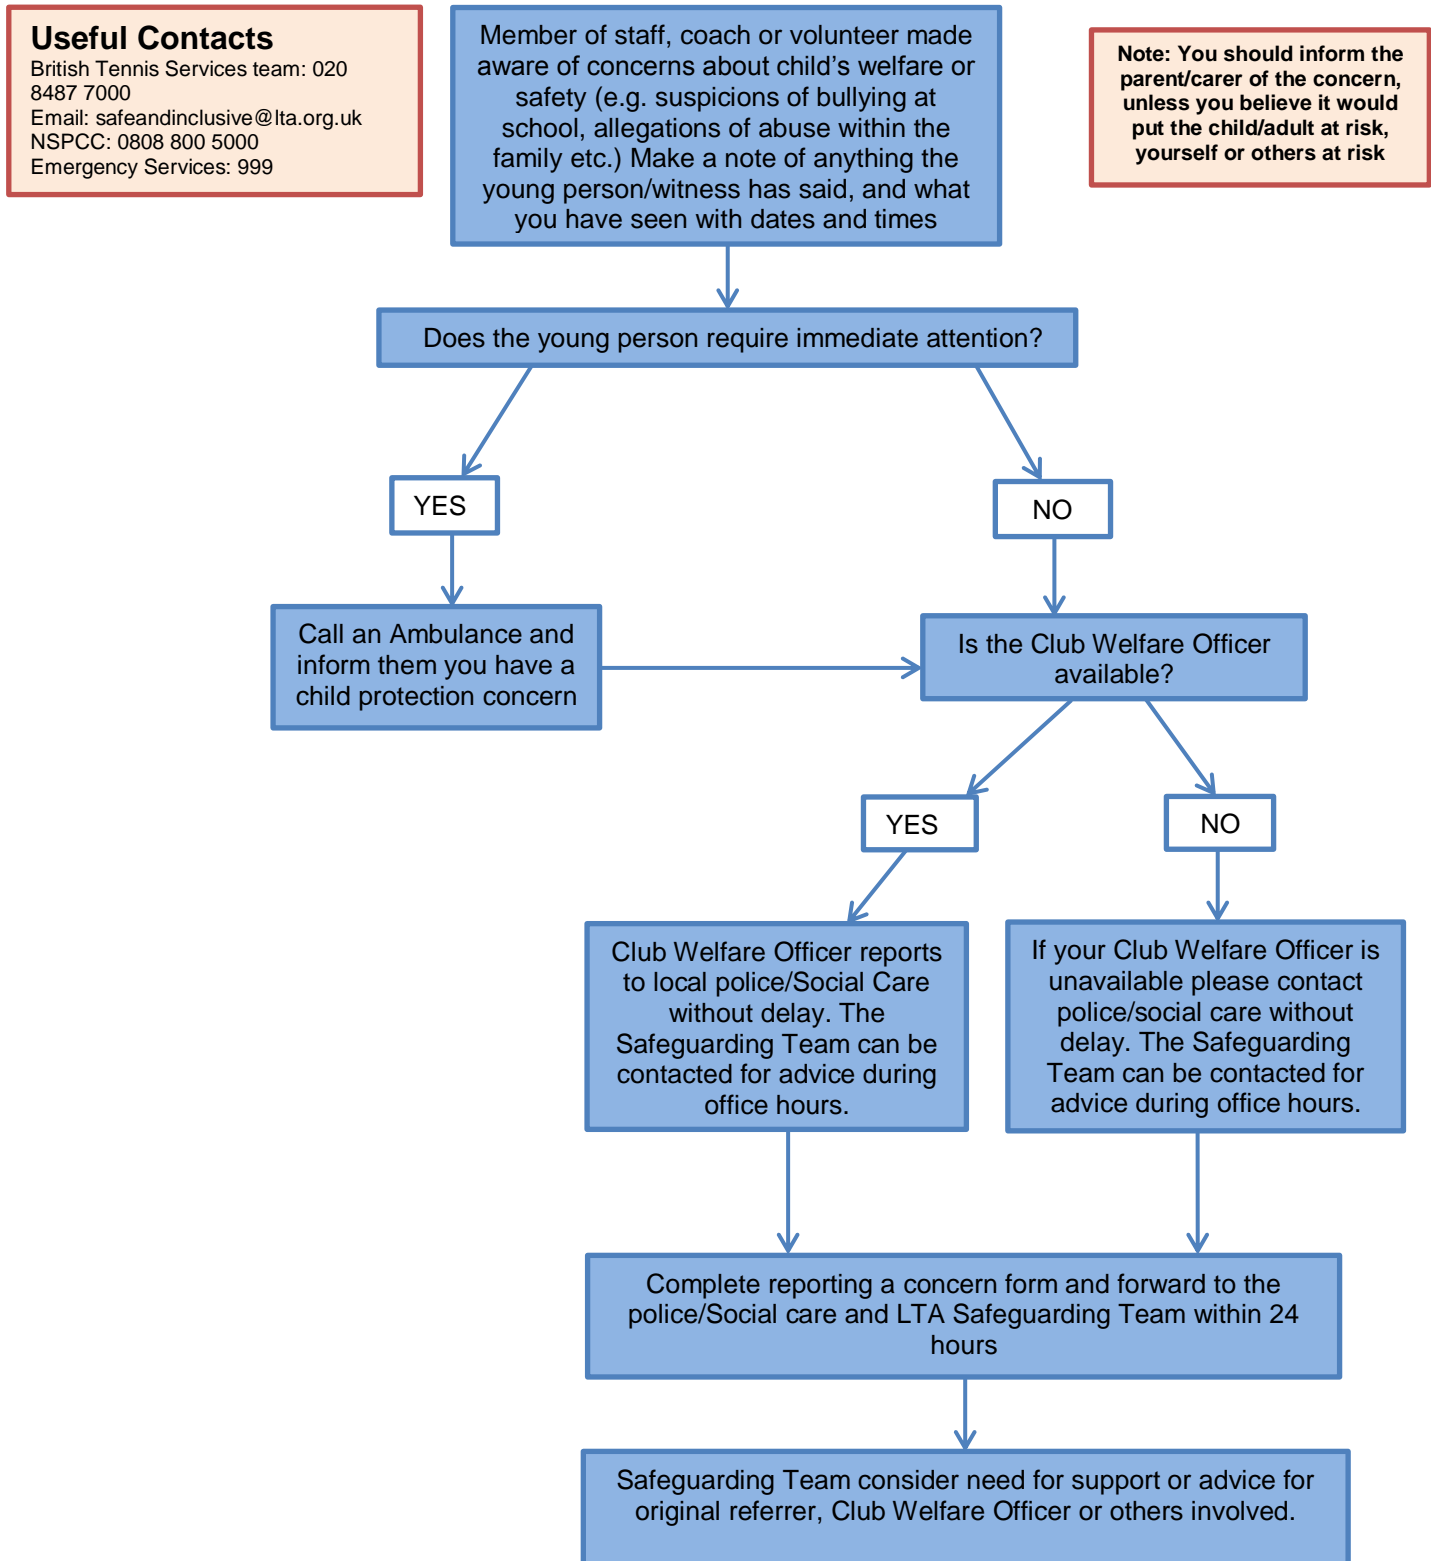 Useful Contacts
British Tennis Services team: 020
8487 7000
Email: safeandinclusive@lta.org.uk
NSPCC: 0808 800 5000
Emergency Services: 999
Member of staff, coach or volunteer made
aware of concerns about child's welfare or
safety (e.g. suspicions of bullying at
school, allegations of abuse within the
family etc.) Make a note of anything the
young person/witness has said, and what
you have seen with dates and times
Note: You should inform the
parent/carer of the concern,
unless you believe it would
put the child/adult at risk,
yourself or others at risk
Does the young person require immediate attention?
YES
NO
Call an Ambulance and
inform them you have a
child protection concern
Is the Club Welfare Officer
available?
YES
NO
Club Welfare Officer reports
to local police/Social Care
without delay. The
Safeguarding Team can be
contacted for advice during
office hours.
If your Club Welfare Officer is
unavailable please contact
police/social care without
delay. The Safeguarding
Team can be contacted for
advice during office hours.
Complete reporting a concern form and forward to the
police/Social care and LTA Safeguarding Team within 24
hours
Safeguarding Team consider need for support or advice for
original referrer, Club Welfare Officer or others involved.